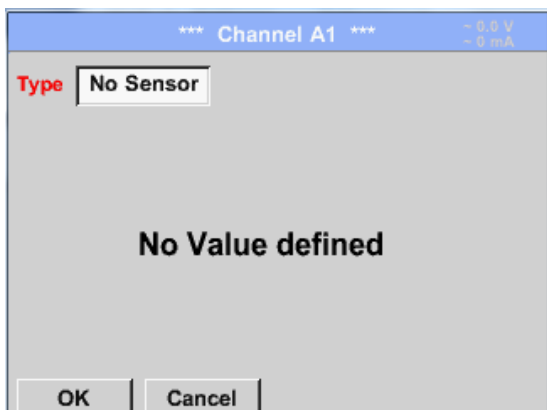 *** Channel A1 ***
~ 0.0 V
~ 0 mA
Type No Sensor
No Value defined
OK Cancel